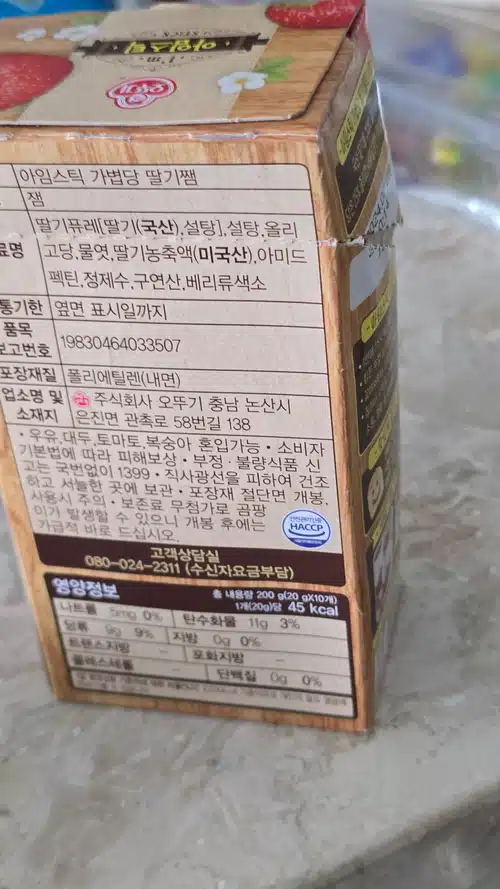 아임스틱
오뚜기
아임스틱 가볍당 딸기쨈
잼
딸기퓨레[딸기(국산),설탕],설탕,올리
료명 고당,물엿,딸기농축액(미국산),아미드
펙틴,정제수,구연산,베리류색소
통기한 옆면 표시일까지
품목
보고번호 19830464033507
포장재질 폴리에틸렌(내면)
업소명 및 주식회사 오뚜기 충남 논산시
소재지 은진면 관촉로 58번길 138
• 우유,대두,토마토,복숭아 혼입가능 • 소비자
기본법에 따라 피해보상 • 부정·불량식품 신
고는 국번없이 1399 • 직사광선을 피하여 건조
하고 서늘한 곳에 보관 • 포장재 절단면 개봉,
사용시 주의 • 보존료 무첨가로 곰팡
이가 발생할 수 있으니 개봉 후에는
가급적 바로 드십시오.
HACCP
고객상담실
080-024-2311 (수신자요금부담)
영양정보 총 내용량 200 g(20 gX10개)
1개(20g)당 45 kcal
나트륨 5mg 0% 탄수화물 11g 3%
당류 9g 9% 지방 0g 0%
트랜스지방 – 포화지방 –
콜레스테롤 – 단백질 0g 0%